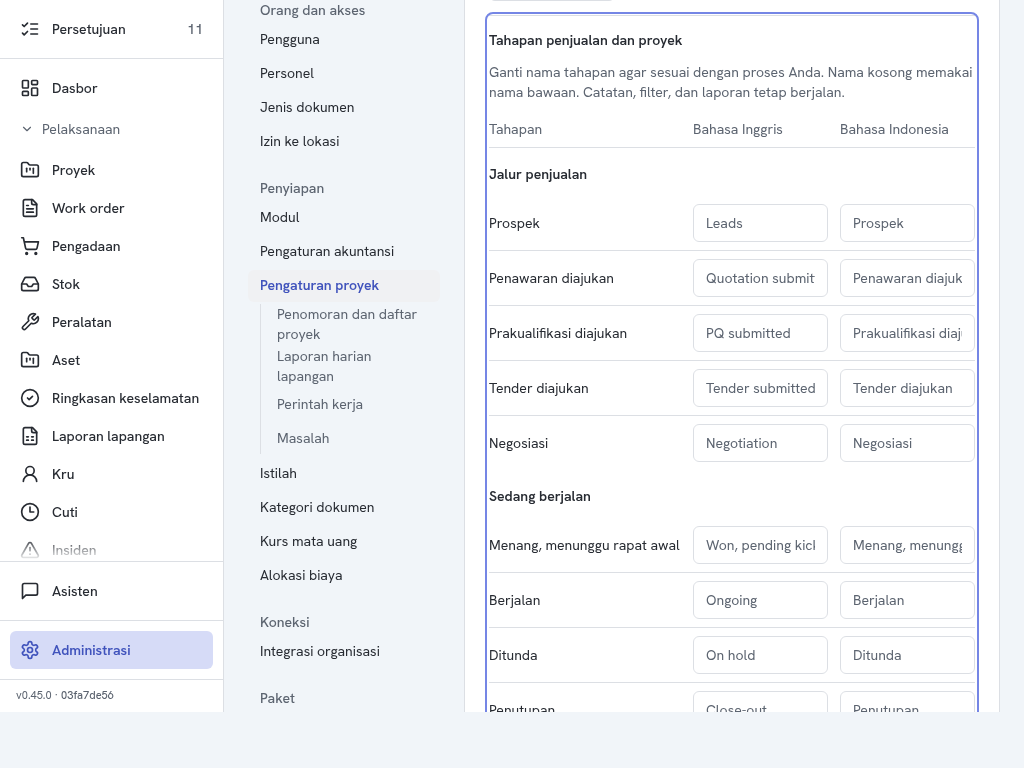 Persetujuan 11
Dasbor
Pelaksanaan
Proyek
Work order
Pengadaan
Stok
Peralatan
Aset
Ringkasan keselamatan
Laporan lapangan
Kru
Cuti
Insiden
Asisten
Administrasi
v0.45.0 · 03fa7de56
Orang dan akses
Pengguna
Personel
Jenis dokumen
Izin ke lokasi
Penyiapan
Modul
Pengaturan akuntansi
Pengaturan proyek
Penomoran dan daftar
proyek
Laporan harian
lapangan
Perintah kerja
Masalah
Istilah
Kategori dokumen
Kurs mata uang
Alokasi biaya
Koneksi
Integrasi organisasi
Paket
Tahapan penjualan dan proyek
Ganti nama tahapan agar sesuai dengan proses Anda. Nama kosong memakai
nama bawaan. Catatan, filter, dan laporan tetap berjalan.
Tahapan Bahasa Inggris Bahasa Indonesia
Jalur penjualan
Prospek Leads Prospek
Penawaran diajukan Quotation submit Penawaran diajuk
Prakualifikasi diajukan PQ submitted Prakualifikasi diaj
Tender diajukan Tender submitted Tender diajukan
Negosiasi Negotiation Negosiasi
Sedang berjalan
Menang, menunggu rapat awal Won, pending kicl Menang, menungg
Berjalan Ongoing Berjalan
Ditunda On hold Ditunda
Penutupan Close-out Penutupan